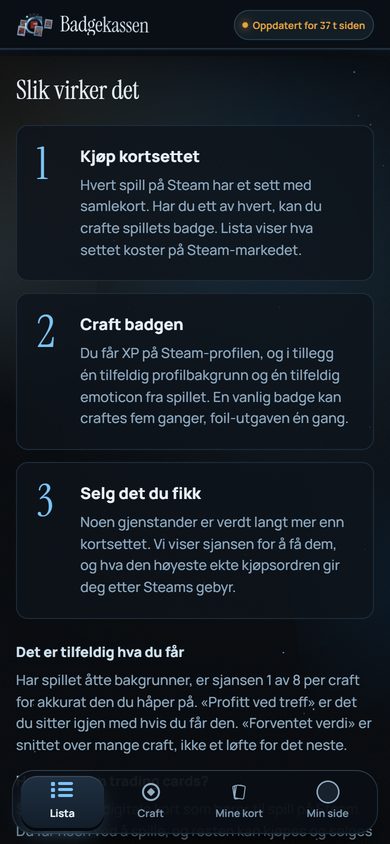 Badgekassen
Oppdatert for 37 t siden
Slik virker det
1
Kjøp kortsettet
Hvert spill på Steam har et sett med
samlekort. Har du ett av hvert, kan du
crafte spillets badge. Lista viser hva
settet koster på Steam-markedet.
2
Craft badgen
Du får XP på Steam-profilen, og i tillegg
én tilfeldig profilbakgrunn og én tilfeldig
emoticon fra spillet. En vanlig badge kan
craftes fem ganger, foil-utgaven én gang.
3
Selg det du fikk
Noen gjenstander er verdt langt mer enn
kortsettet. Vi viser sjansen for å få dem,
og hva den høyeste ekte kjøpsordren gir
deg etter Steams gebyr.
Det er tilfeldig hva du får
Har spillet åtte bakgrunner, er sjansen 1 av 8 per craft
for akkurat den du håper på. «Profitt ved treff» er det
du sitter igjen med hvis du får den. «Forventet verdi» er
snittet over mange craft, ikke et løfte for det neste.
trading cards?
Lista
Craft
Mine kort
Min side